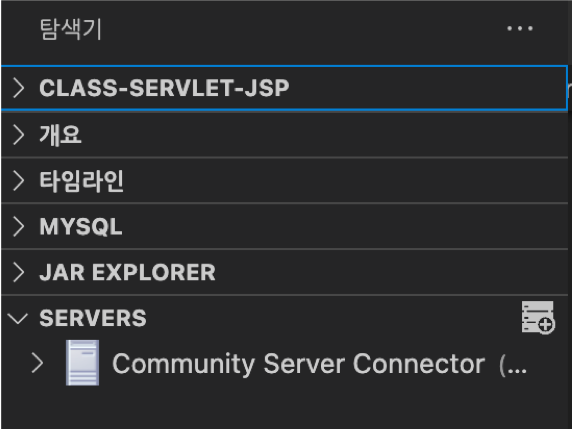 탐색기
CLASS-SERVLET-JSP
개요
타임라인
MYSQL
JAR EXPLORER
SERVERS
Community Server Connector (...